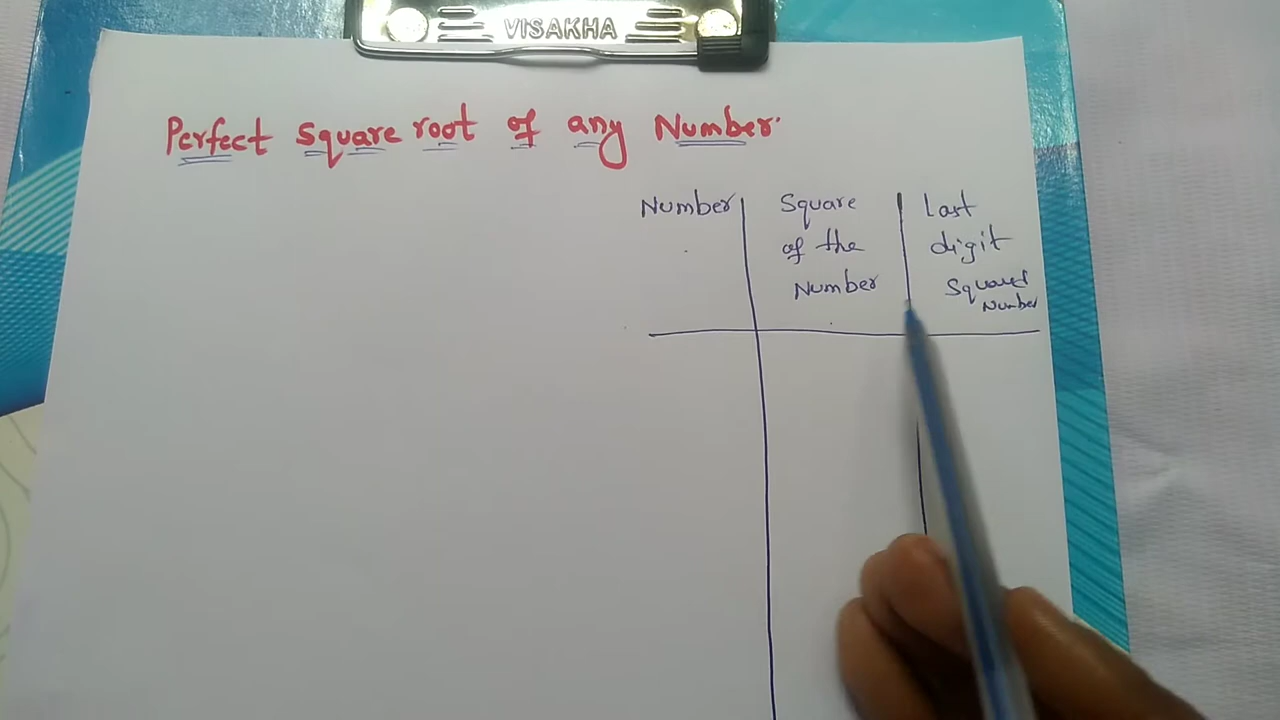 VISAKHA
Perfect square root of any Number.
Number
Square
of the
Number
Last
digit
Squared
Number